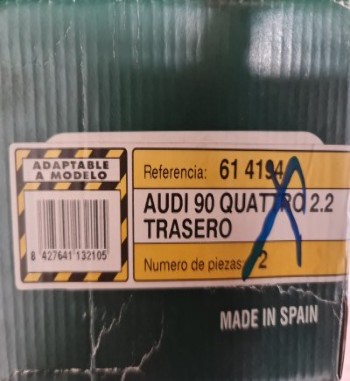 ADAPTABLE
A MODELO
Referencia: 61 4194
AUDI 90 QUATTRO 2.2
TRASERO
8 427641 132105
Numero de piezas: 2
MADE IN SPAIN